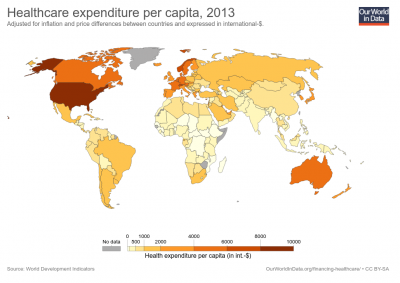 Healthcare expenditure per capita, 2013
Adjusted for inflation and price differences between countries and expressed in international-$.
Our World
in Data
No data
0
500
1000
2000
4000
6000
8000
10000
Health expenditure per capita (in int.-$)
Source: World Development Indicators
OurWorldInData.org/financing-healthcare/ • CC BY-SA